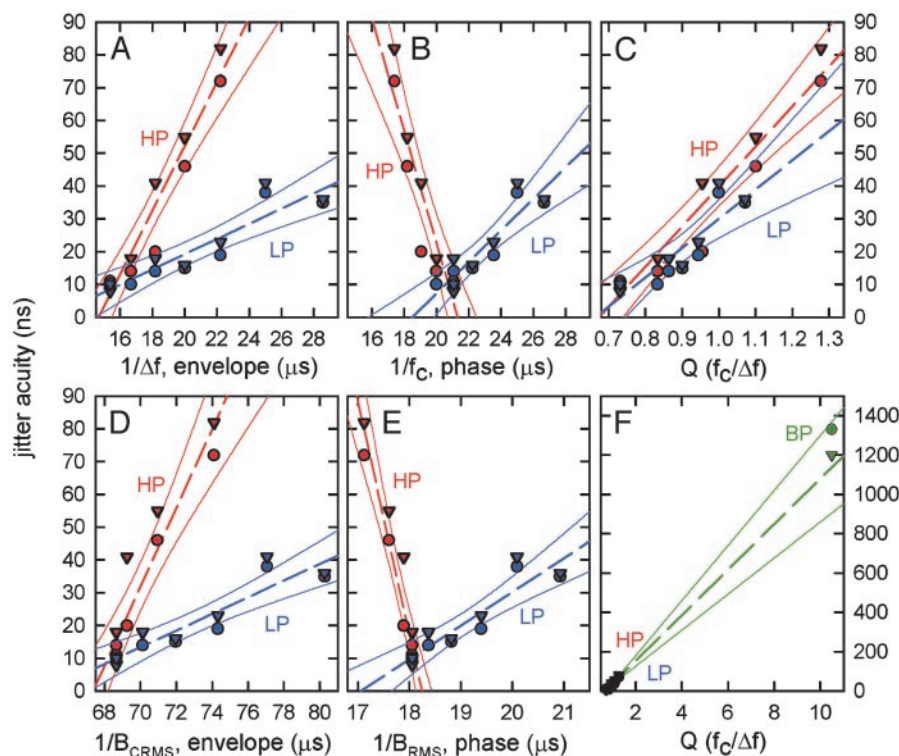 A B C
HP HP HP
LP LP LP
90 80 70 60 50 40 30 20 10 0
90 80 70 60 50 40 30 20 10 0
16 18 20 22 24 26 28
16 18 20 22 24 26 28
0.7 0.8 0.9 1.0 1.1 1.2 1.3
1/Δf, envelope (μs)
1/fC, phase (μs)
Q (fC/Δf)
jitter acuity (ns)
D E F
HP HP BP
LP LP HP LP
90 80 70 60 50 40 30 20 10 0
1400 1200 1000 800 600 400 200 0
68 70 72 74 76 78 80
17 18 19 20 21
2 4 6 8 10
1/BCRMS, envelope (μs)
1/BRMS, phase (μs)
Q (fC/Δf)